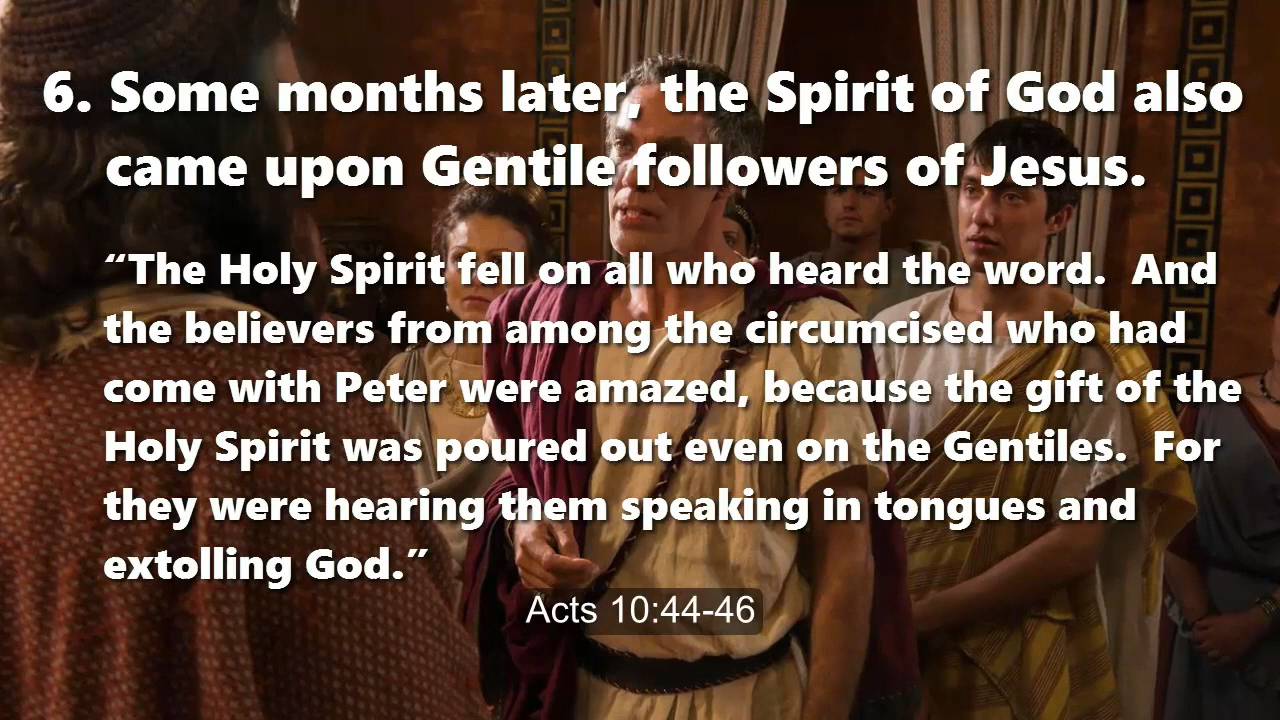 6. Some months later, the Spirit of God also
came upon Gentile followers of Jesus.
“The Holy Spirit fell on all who heard the word.  And
the believers from among the circumcised who had
come with Peter were amazed, because the gift of the
Holy Spirit was poured out even on the Gentiles.  For
they were hearing them speaking in tongues and
extolling God.”
Acts 10:44-46